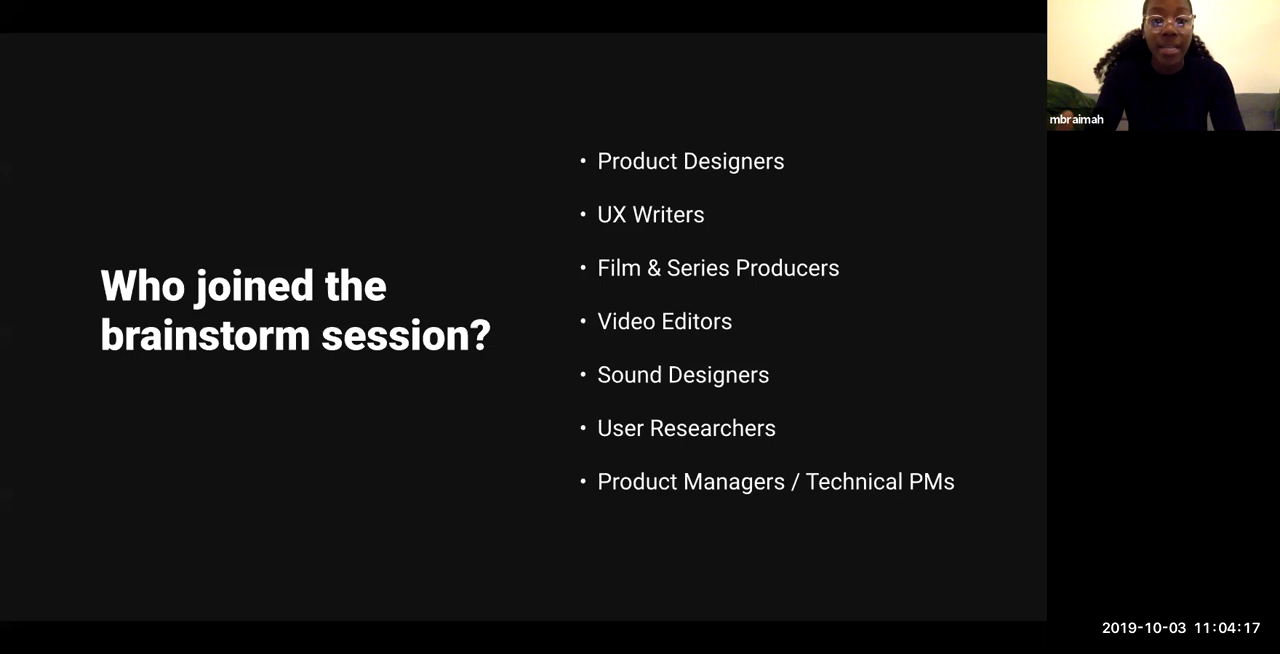 Who joined the
brainstorm session?
• Product Designers
• UX Writers
• Film & Series Producers
• Video Editors
• Sound Designers
• User Researchers
• Product Managers / Technical PMs
mbraimah
2019-10-03 11:04:17